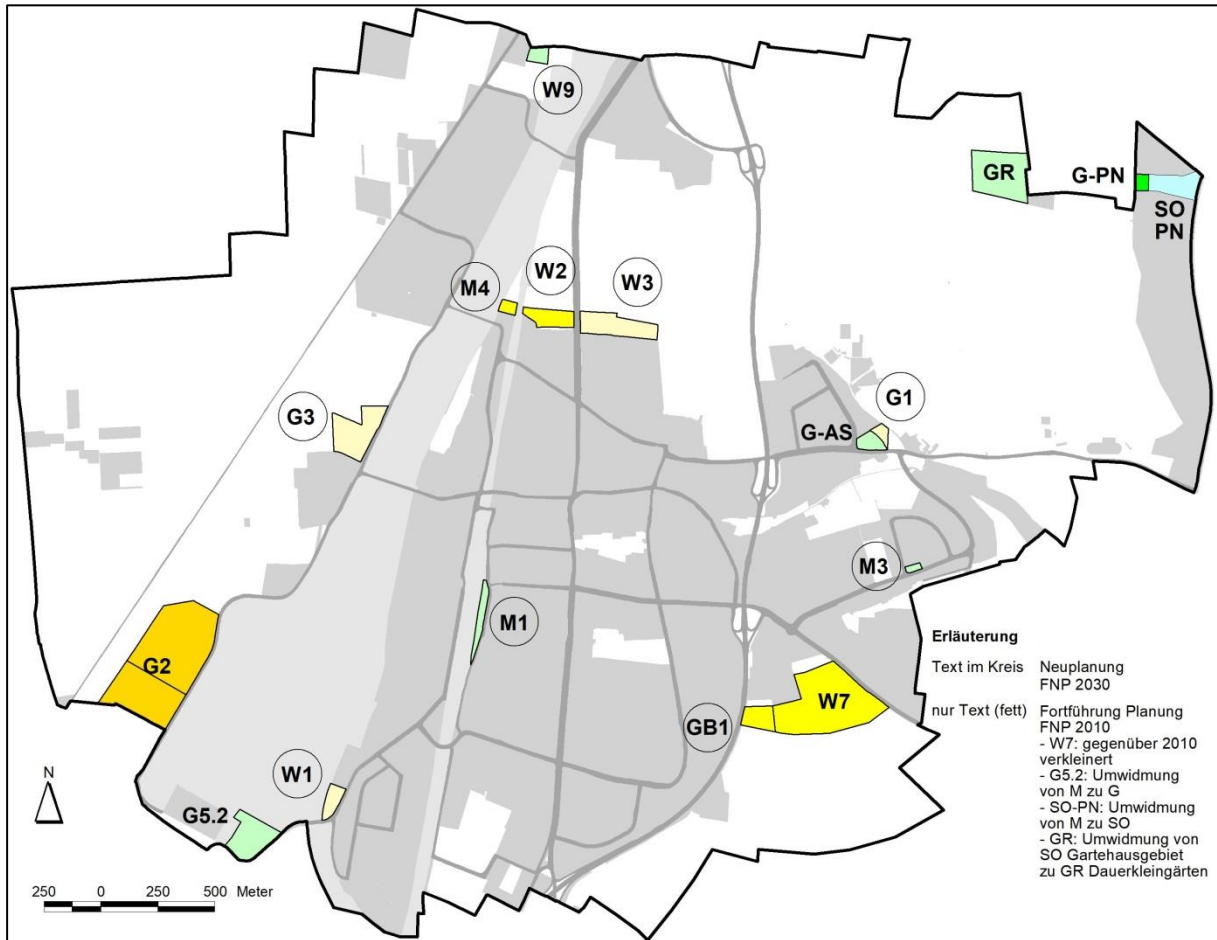 W9
GR
G-PN
SO
PN
W2
W3
M4
G1
G3
G-AS
M3
M1
G2
W7
GB1
W1
G5.2
N
250 0 250 500 Meter
Erläuterung
Text im Kreis Neuplanung
FNP 2030
nur Text (fett) Fortführung Planung
FNP 2010
- W7: gegenüber 2010
verkleinert
- G5.2: Umwidmung
von M zu G
- SO-PN: Umwidmung
von M zu SO
- GR: Umwidmung von
SO Gartehausgebiet
zu GR Dauerkleingärten